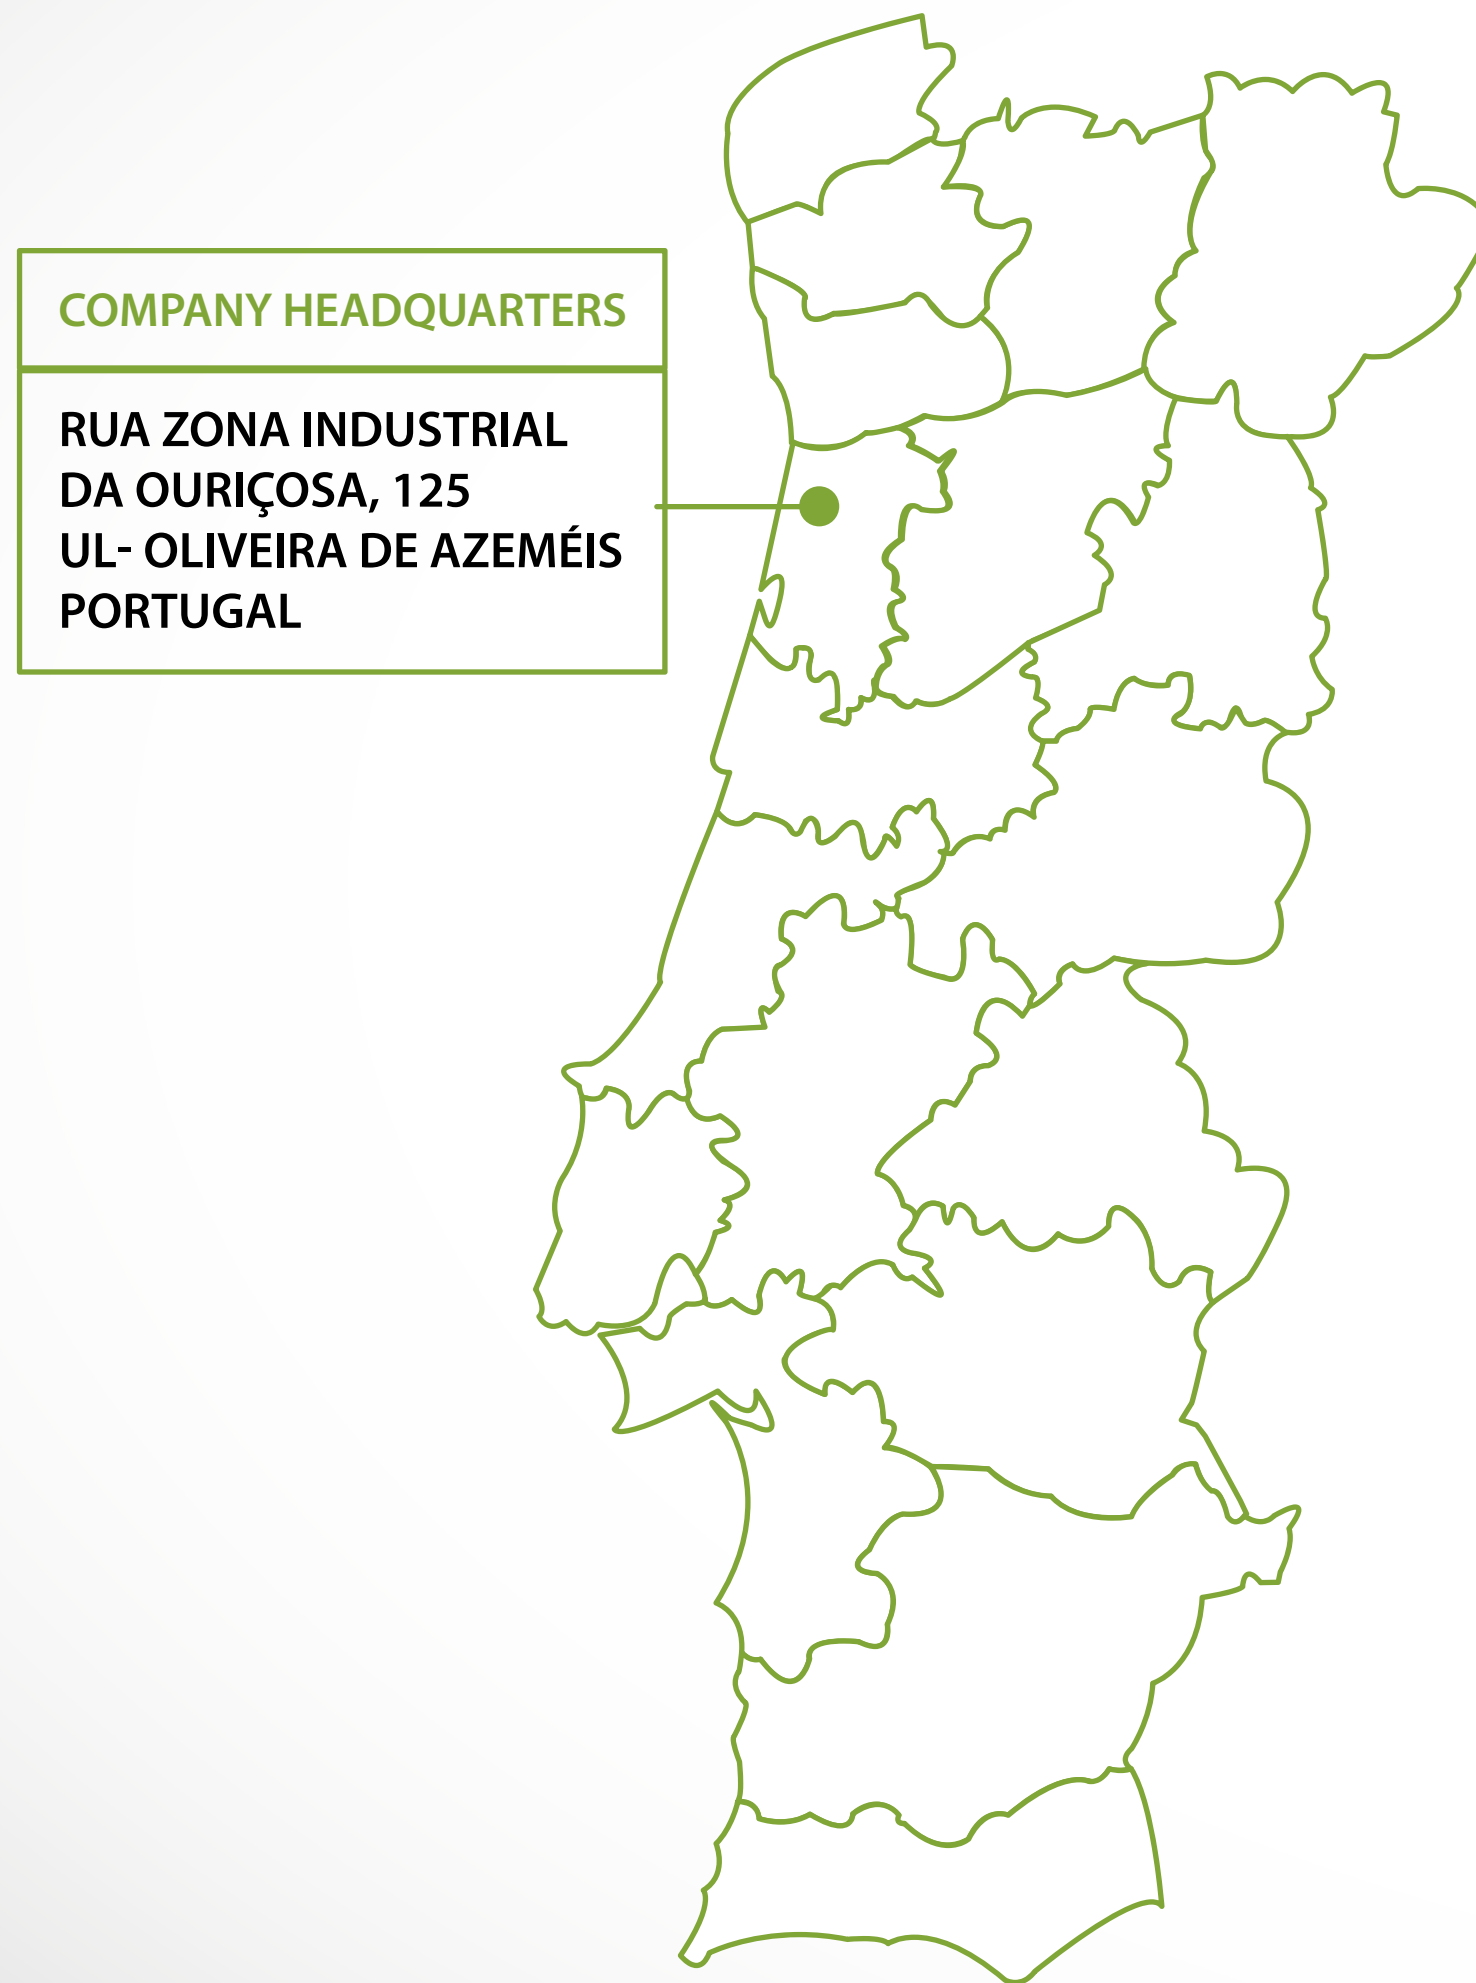 COMPANY HEADQUARTERS
RUA ZONA INDUSTRIAL
DA OURIÇOSA, 125
UL- OLIVEIRA DE AZEMÉIS
PORTUGAL